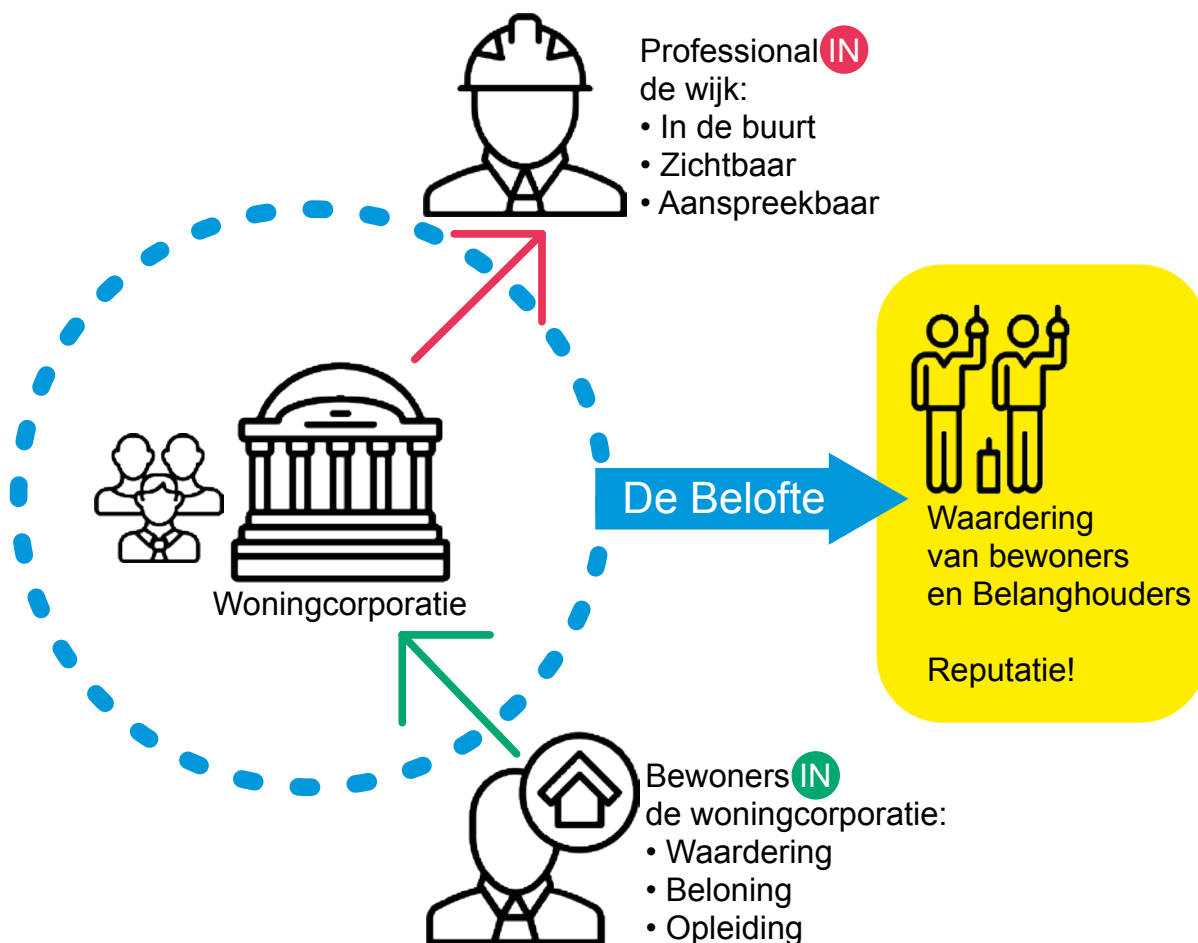 Professional IN
de wijk:
• In de buurt
• Zichtbaar
• Aanspreekbaar
Woningcorporatie
De Belofte
Waardering
van bewoners
en Belanghouders
Reputatie!
Bewoners IN
de woningcorporatie:
• Waardering
• Beloning
• Opleiding